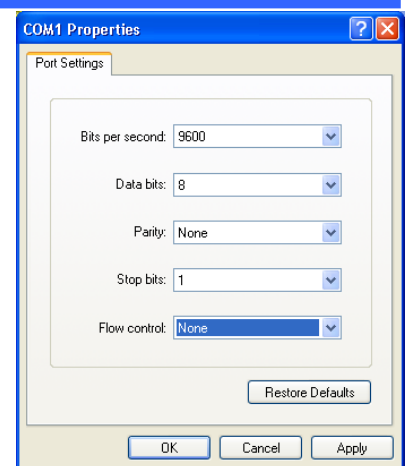 COM1 Properties
Port Settings
Bits per second: 9600
Data bits: 8
Parity: None
Stop bits: 1
Flow control: None
Restore Defaults
OK Cancel Apply